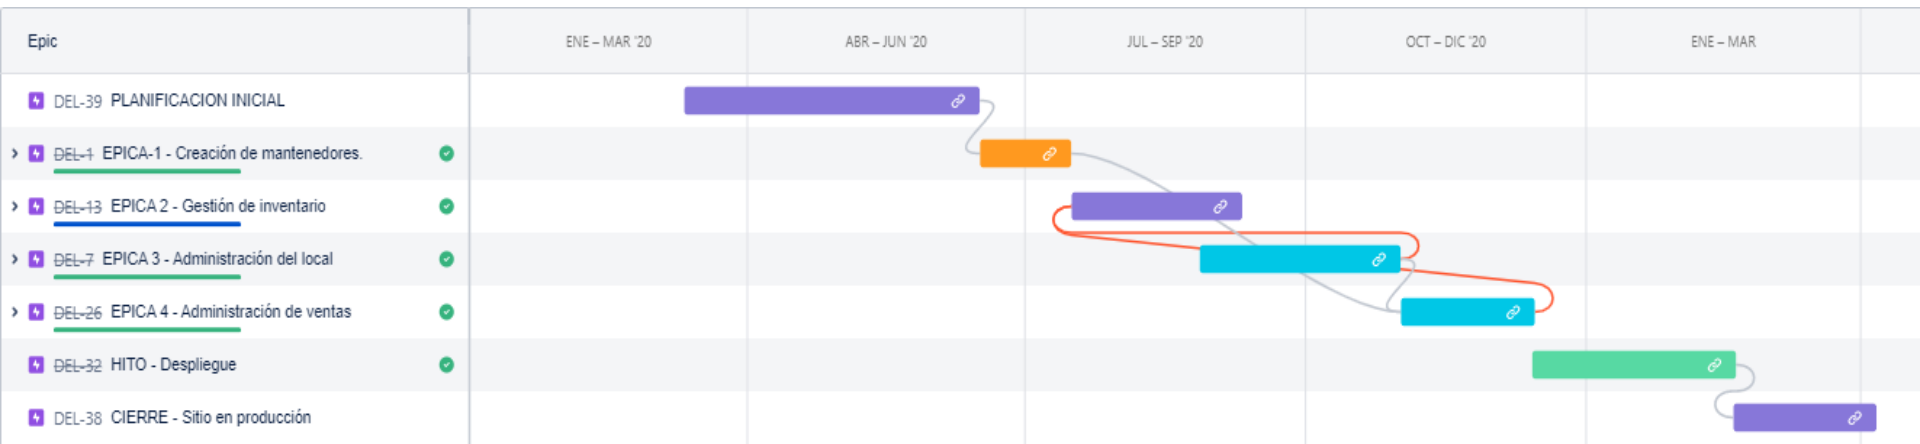 Epic ENE – MAR '20 ABR – JUN '20 JUL – SEP '20 OCT – DIC '20 ENE – MAR
DEL-39 PLANIFICACION INICIAL
DEL-1 EPICA-1 - Creación de mantenedores.
DEL-13 EPICA 2 - Gestión de inventario
DEL-7 EPICA 3 - Administración del local
DEL-26 EPICA 4 - Administración de ventas
DEL-32 HITO - Despliegue
DEL-38 CIERRE - Sitio en producción